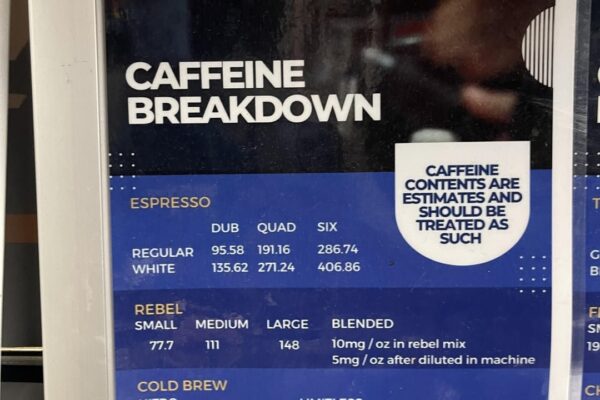 CAFFEINE
BREAKDOWN
CAFFEINE
CONTENTS ARE
ESTIMATES AND
SHOULD BE
TREATED AS
SUCH
ESPRESSO
DUB QUAD SIX
REGULAR 95.58 191.16 286.74
WHITE 135.62 271.24 406.86
REBEL
SMALL MEDIUM LARGE BLENDED
77.7 111 148 10mg / oz in rebel mix
5mg / oz after diluted in machine
COLD BREW